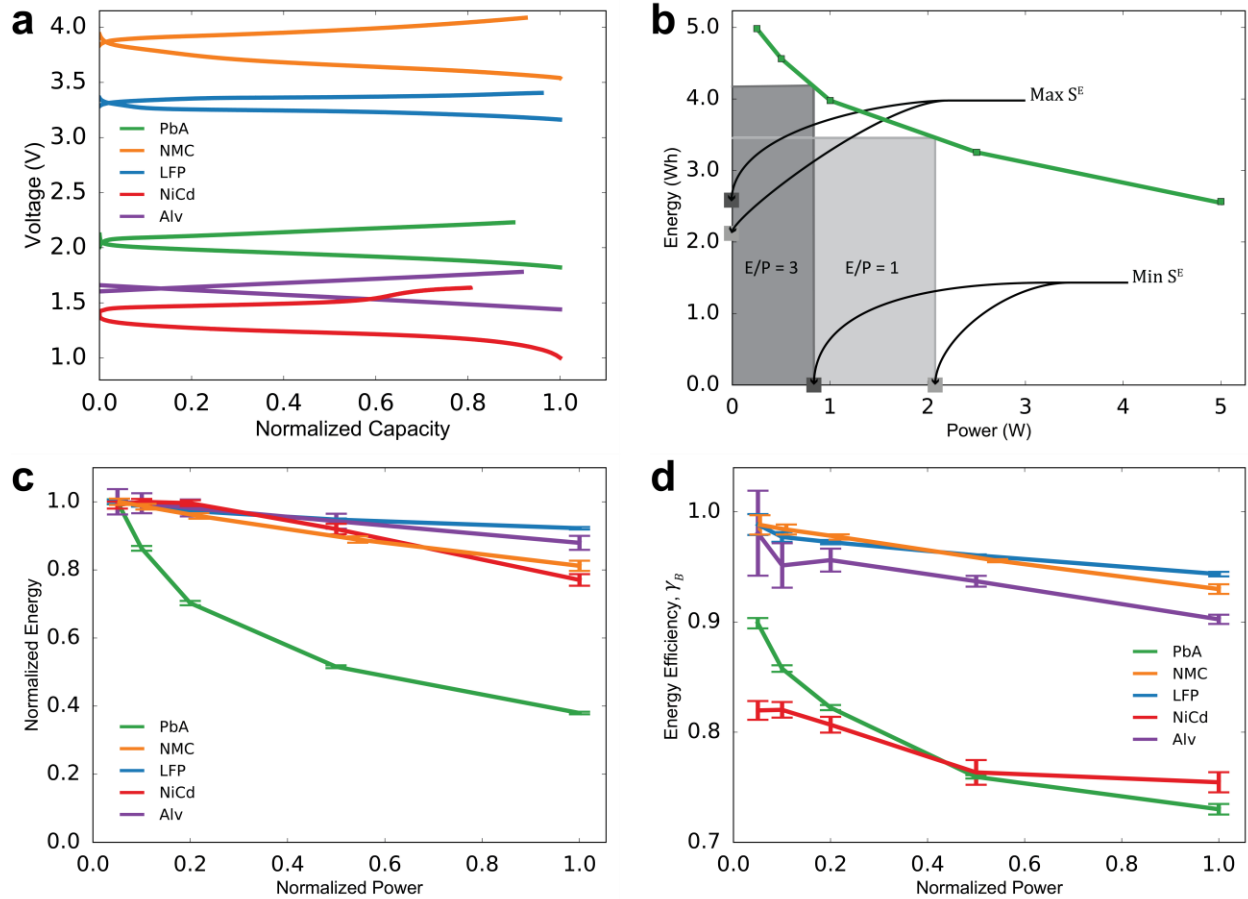 a
Voltage (V)
4.0
3.5
3.0
2.5
2.0
1.5
1.0
PbA
NMC
LFP
NiCd
Alv
0.0 0.2 0.4 0.6 0.8 1.0
Normalized Capacity
b
Energy (Wh)
5.0
4.0
3.0
2.0
1.0
0.0
Max S^E
Min S^E
E/P = 3 E/P = 1
0 1 2 3 4 5
Power (W)
c
Normalized Energy
1.0
0.8
0.6
0.4
0.2
0.0
PbA
NMC
LFP
NiCd
Alv
0.0 0.2 0.4 0.6 0.8 1.0
Normalized Power
d
Energy Efficiency, γ_B
1.0
0.9
0.8
0.7
PbA
NMC
LFP
NiCd
Alv
0.0 0.2 0.4 0.6 0.8 1.0
Normalized Power